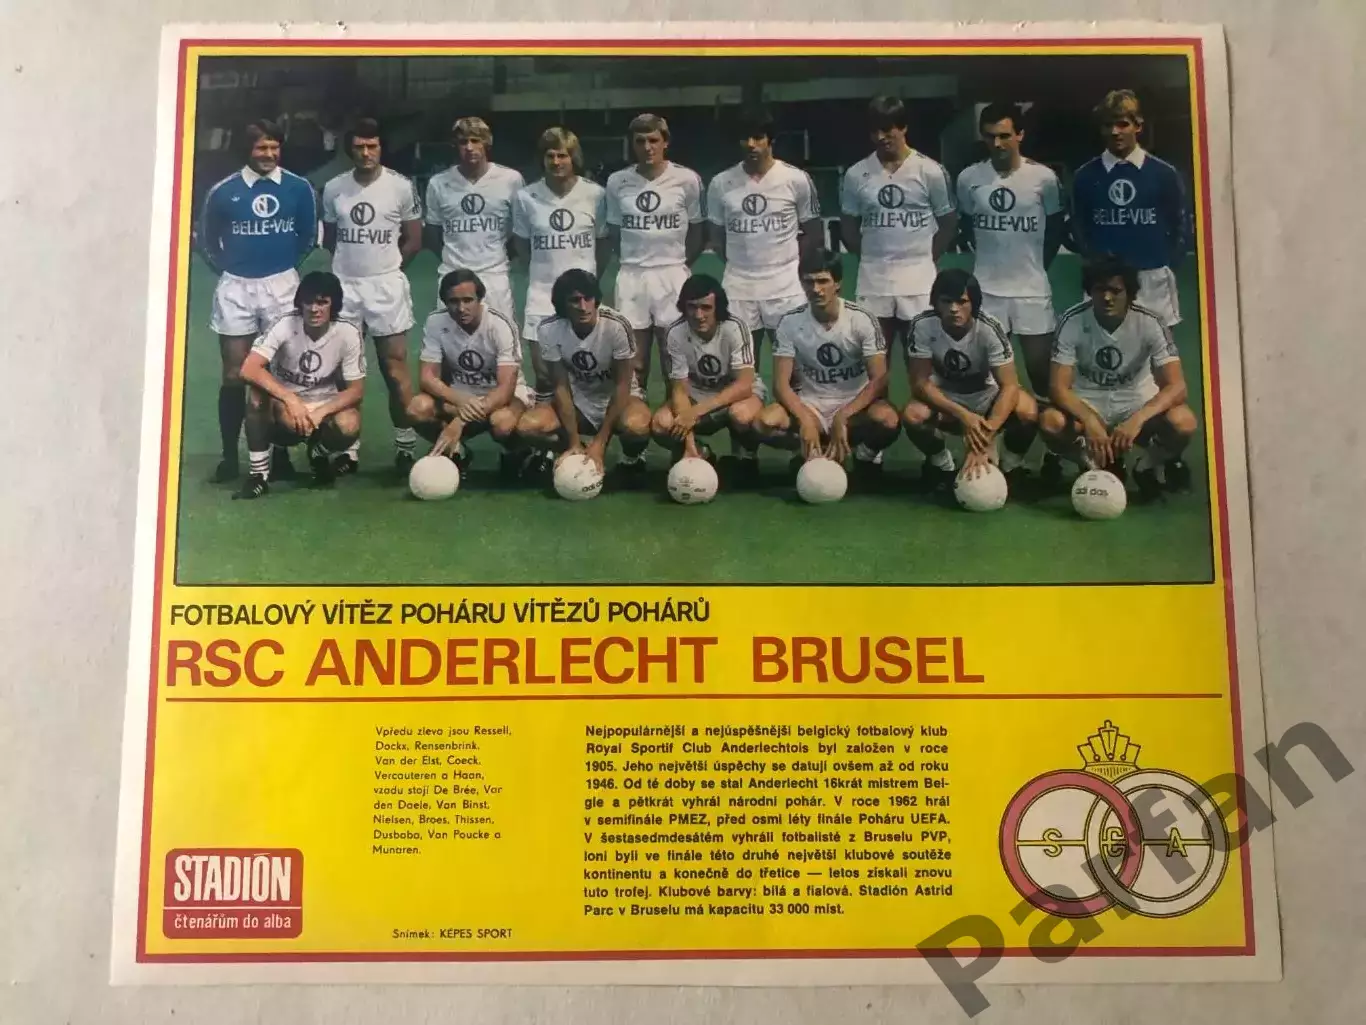 BELLE-VUE
BELLE-VUE
BELLE-VUE
BELLE-VUE
BELLE-VUE
BELLE-VUE
BELLE-VUE
BELLE-VUE
BELLE-VUE
BELLE-VUE
adidas
FOTBALOVÝ VÍTĚZ POHÁRU VÍTĚZŮ POHÁRŮ
RSC ANDERLECHT BRUSEL
Vpředu zleva jsou Ressell,
Dockx, Rensenbrink,
Van der Elst, Coeck,
Vercauteren a Haan,
vzadu stojí De Brée, Van
den Daele, Van Binst,
Nielsen, Broes, Thissen,
Dusbaba, Van Poucke a
Munaren.
Snímek: KÉPES SPORT
STADIÓN
čtenářům do alba
Nejpopulárnější a nejúspěšnější belgický fotbalový klub
Royal Sportif Club Anderlechtois byl založen v roce
1905. Jeho největší úspěchy se datují ovšem až od roku
1946. Od té doby se stal Anderlecht 16krát mistrem Bel-
gie a pětkrát vyhrál národní pohár. V roce 1962 hrál
v semifinále PMEZ, před osmi léty finále Poháru UEFA.
V šestasedmdesátém vyhráli fotbalisté z Bruselu PVP,
loni byli ve finále této druhé největší klubové soutěže
kontinentu a konečně do třetice — letos získali znovu
tuto trofej. Klubové barvy: bílá a fialová. Stadión Astrid
Parc v Bruselu má kapacitu 33 000 míst.
S C A
Parfan